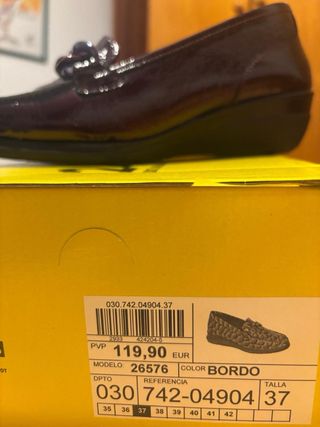 030.742.04904.37
PVP 119,90 EUR
MODELO 26576 COLOR BORDO
DPTO REFERENCIA TALLA
030 742-04904 37
35 36 37 38 39 40 41 42